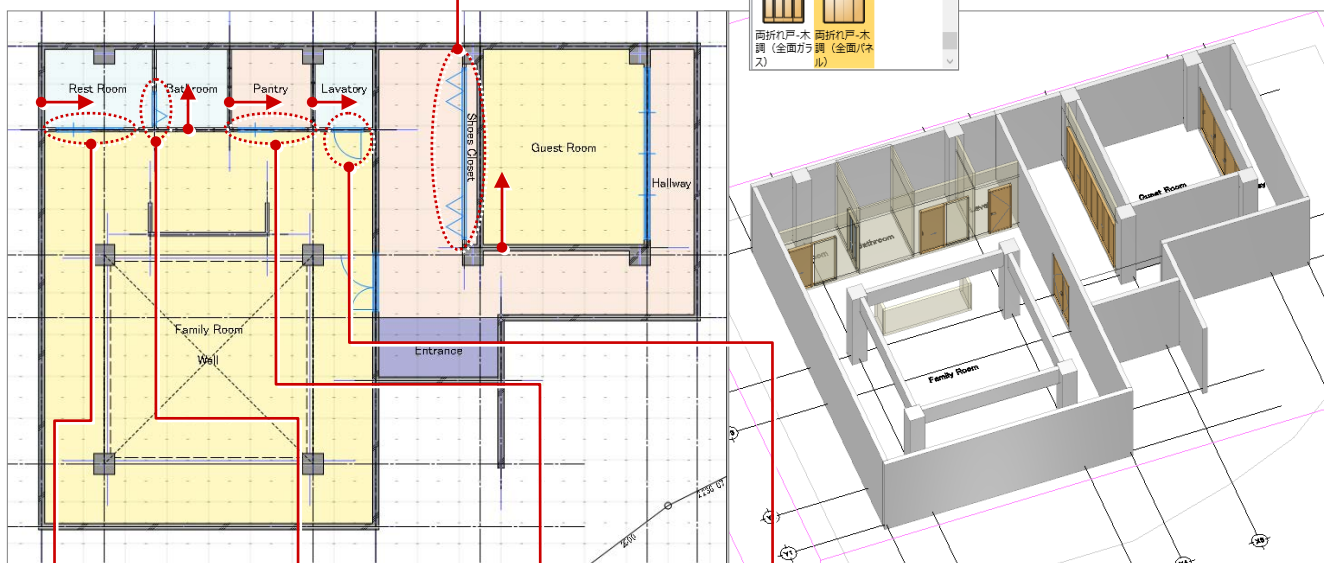 両折れ戸-木
調（全面ガラ
ス）
両折れ戸-木
調（全面パネ
ル）
Rest Room
Bathroom
Pantry
Lavatory
Shoes Closet
Guest Room
Hallway
Family Room
Well
Entrance
Guest Room
Family Room
Y1